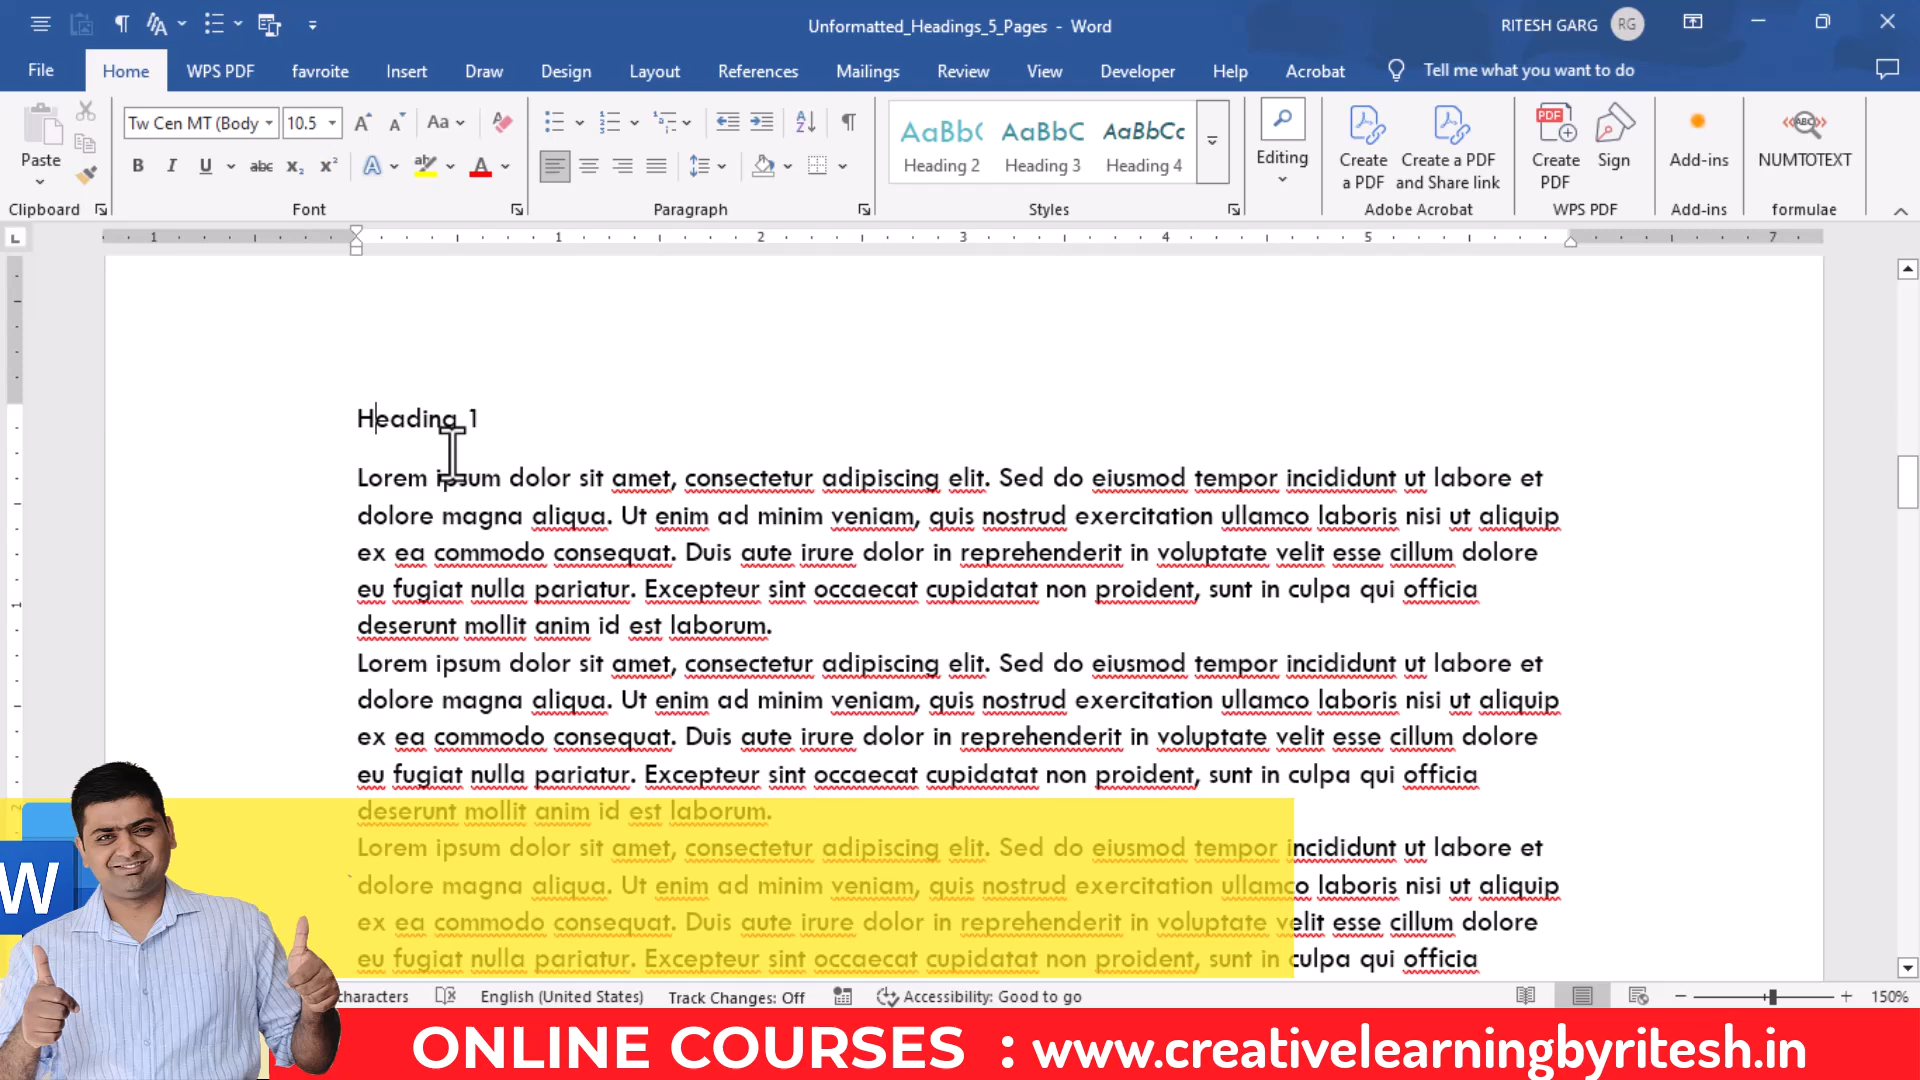 Unformatted_Headings_5_Pages - Word
RITESH GARG RG
File Home WPS PDF favroite Insert Draw Design Layout References Mailings Review View Developer Help Acrobat Tell me what you want to do
Paste
Clipboard
Tw Cen MT (Body 10.5
Font
Paragraph
AaBbC AaBbC AaBbCc
Heading 2 Heading 3 Heading 4
Styles
Editing
Create a PDF
Create a PDF and Share link
Adobe Acrobat
Create PDF
Sign
WPS PDF
Add-ins
Add-ins
NUMTOTEXT
formulae
1 1 2 3 4 5 7
Heading 1
Lorem ipsum dolor sit amet, consectetur adipiscing elit. Sed do eiusmod tempor incididunt ut labore et
dolore magna aliqua. Ut enim ad minim veniam, quis nostrud exercitation ullamco laboris nisi ut aliquip
ex ea commodo consequat. Duis aute irure dolor in reprehenderit in voluptate velit esse cillum dolore
eu fugiat nulla pariatur. Excepteur sint occaecat cupidatat non proident, sunt in culpa qui officia
deserunt mollit anim id est laborum.
Lorem ipsum dolor sit amet, consectetur adipiscing elit. Sed do eiusmod tempor incididunt ut labore et
dolore magna aliqua. Ut enim ad minim veniam, quis nostrud exercitation ullamco laboris nisi ut aliquip
ex ea commodo consequat. Duis aute irure dolor in reprehenderit in voluptate velit esse cillum dolore
eu fugiat nulla pariatur. Excepteur sint occaecat cupidatat non proident, sunt in culpa qui officia
deserunt mollit anim id est laborum.
Lorem ipsum dolor sit amet, consectetur adipiscing elit. Sed do eiusmod tempor incididunt ut labore et
dolore magna aliqua. Ut enim ad minim veniam, quis nostrud exercitation ullamco laboris nisi ut aliquip
ex ea commodo consequat. Duis aute irure dolor in reprehenderit in voluptate velit esse cillum dolore
eu fugiat nulla pariatur. Excepteur sint occaecat cupidatat non proident, sunt in culpa qui officia
W
characters English (United States) Track Changes: Off Accessibility: Good to go 150%
ONLINE COURSES : www.creativelearningbyritesh.in